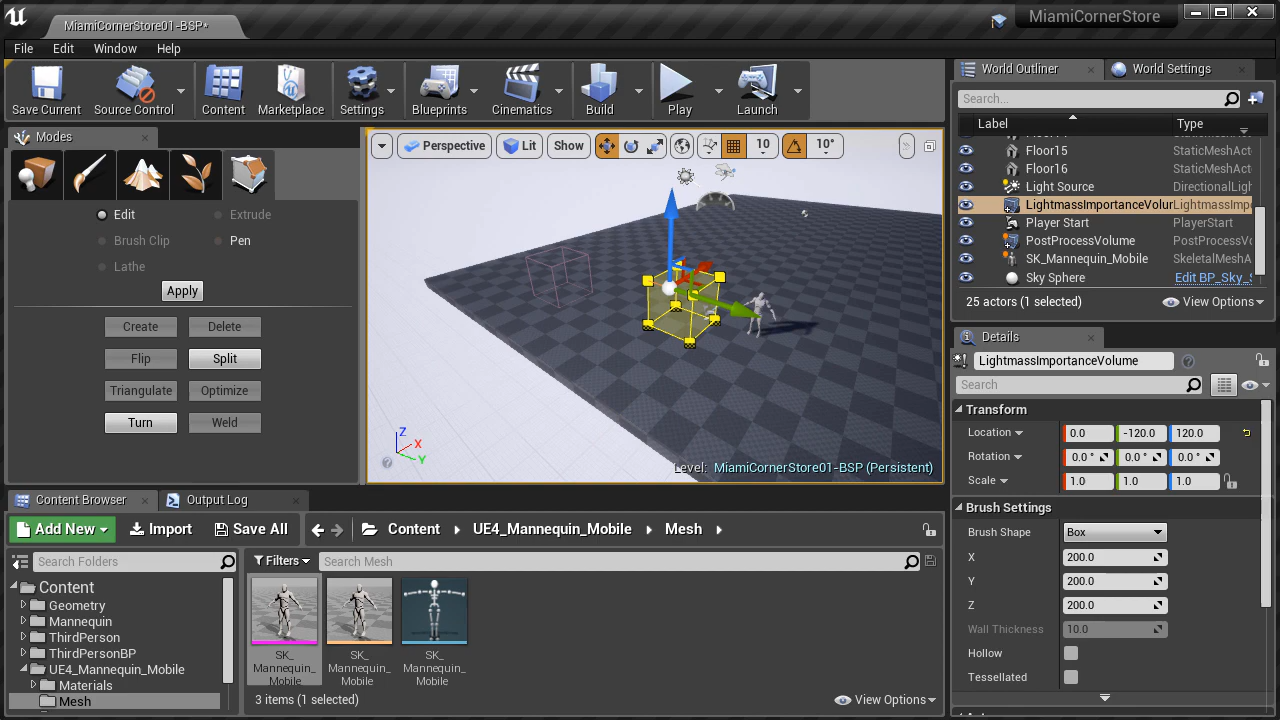 MiamiCornerStore01-BSP*
MiamiCornerStore
File Edit Window Help
Save Current Source Control Content Marketplace Settings Blueprints Cinematics Build Play Launch
World Outliner World Settings
Search...
Label Type
Floor15 StaticMeshAct
Floor16 StaticMeshAct
Light Source DirectionalLigh
LightmassImportanceVolur LightmassImpo
Player Start PlayerStart
PostProcessVolume PostProcessVo
SK_Mannequin_Mobile SkeletalMeshA
Sky Sphere Edit BP_Sky_S
25 actors (1 selected) View Options
Modes
Edit Extrude
Brush Clip Pen
Lathe
Apply
Create Delete
Flip Split
Triangulate Optimize
Turn Weld
Perspective Lit Show 10 10°
Z
X
Y
Level: MiamiCornerStore01-BSP (Persistent)
Details
LightmassImportanceVolume
Search
Transform
Location 0.0 -120.0 120.0
Rotation 0.0 ° 0.0 ° 0.0 °
Scale 1.0 1.0 1.0
Brush Settings
Brush Shape Box
X 200.0
Y 200.0
Z 200.0
Wall Thickness 10.0
Hollow
Tessellated
Content Browser Output Log
Add New Import Save All Content UE4_Mannequin_Mobile Mesh
Search Folders
Filters Search Mesh
Content
Geometry
Mannequin
ThirdPerson
ThirdPersonBP
UE4_Mannequin_Mobile
Materials
Mesh
SK_
Mannequin_
Mobile
SK_
Mannequin_
Mobile
SK_
Mannequin_
Mobile
3 items (1 selected) View Options